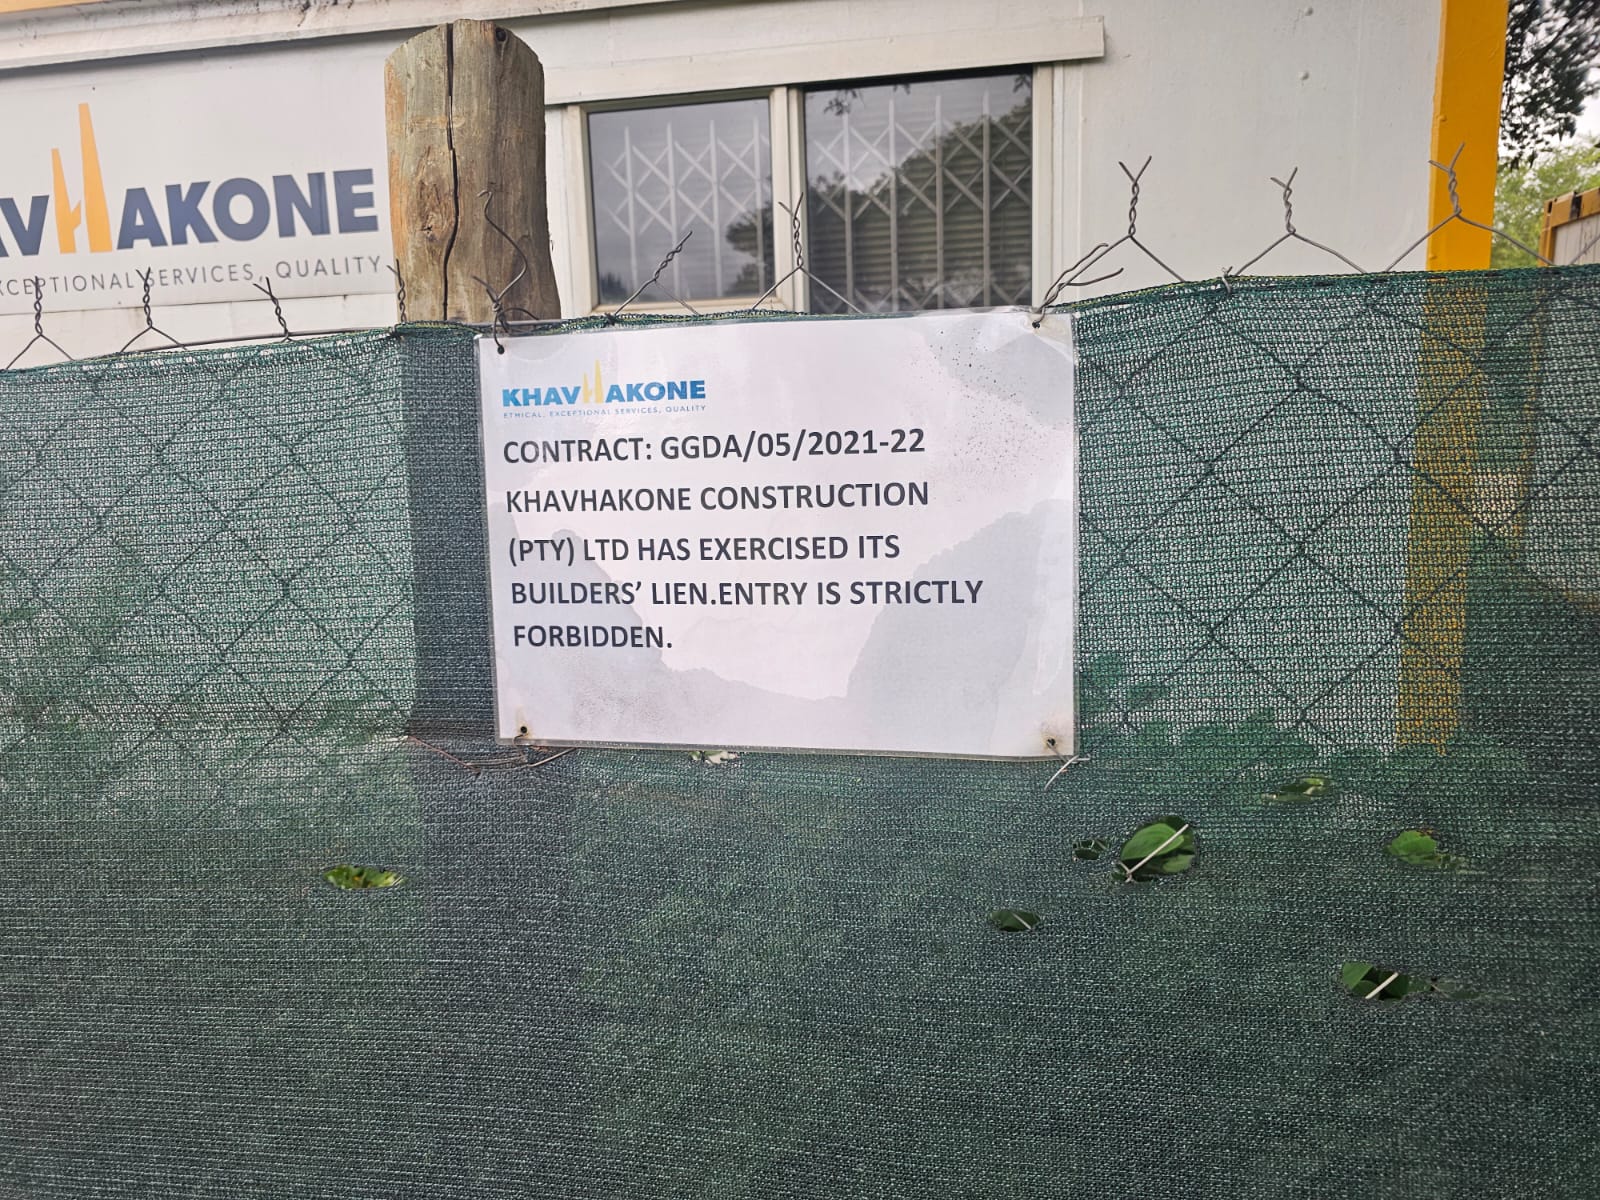 AVHAKONE
EXCEPTIONAL SERVICES, QUALITY
KHAVHAKONE
ETHICAL, EXCEPTIONAL SERVICES, QUALITY
CONTRACT: GGDA/05/2021-22
KHAVHAKONE CONSTRUCTION
(PTY) LTD HAS EXERCISED ITS
BUILDERS’ LIEN.ENTRY IS STRICTLY
FORBIDDEN.